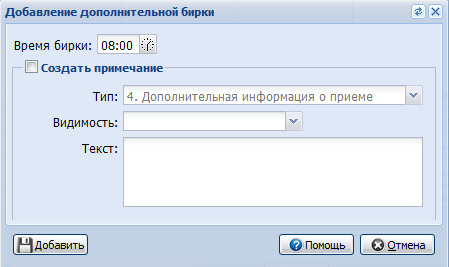 Добавление дополнительной бирки
Время бирки: 08:00
Создать примечание
Тип: 4. Дополнительная информация о приеме
Видимость:
Текст:
Добавить Помощь Отмена